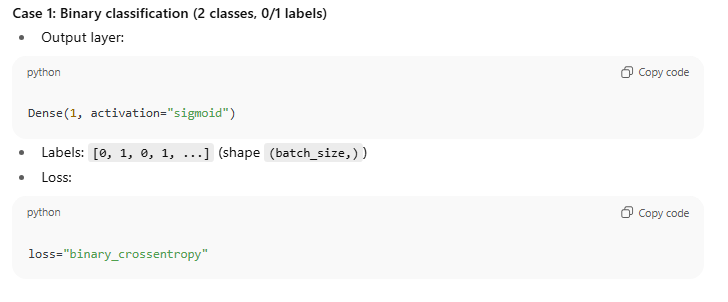 Case 1: Binary classification (2 classes, 0/1 labels)
• Output layer:
python Copy code
Dense(1, activation="sigmoid")
• Labels: [0, 1, 0, 1, ...] (shape (batch_size,))
• Loss:
python Copy code
loss="binary_crossentropy"